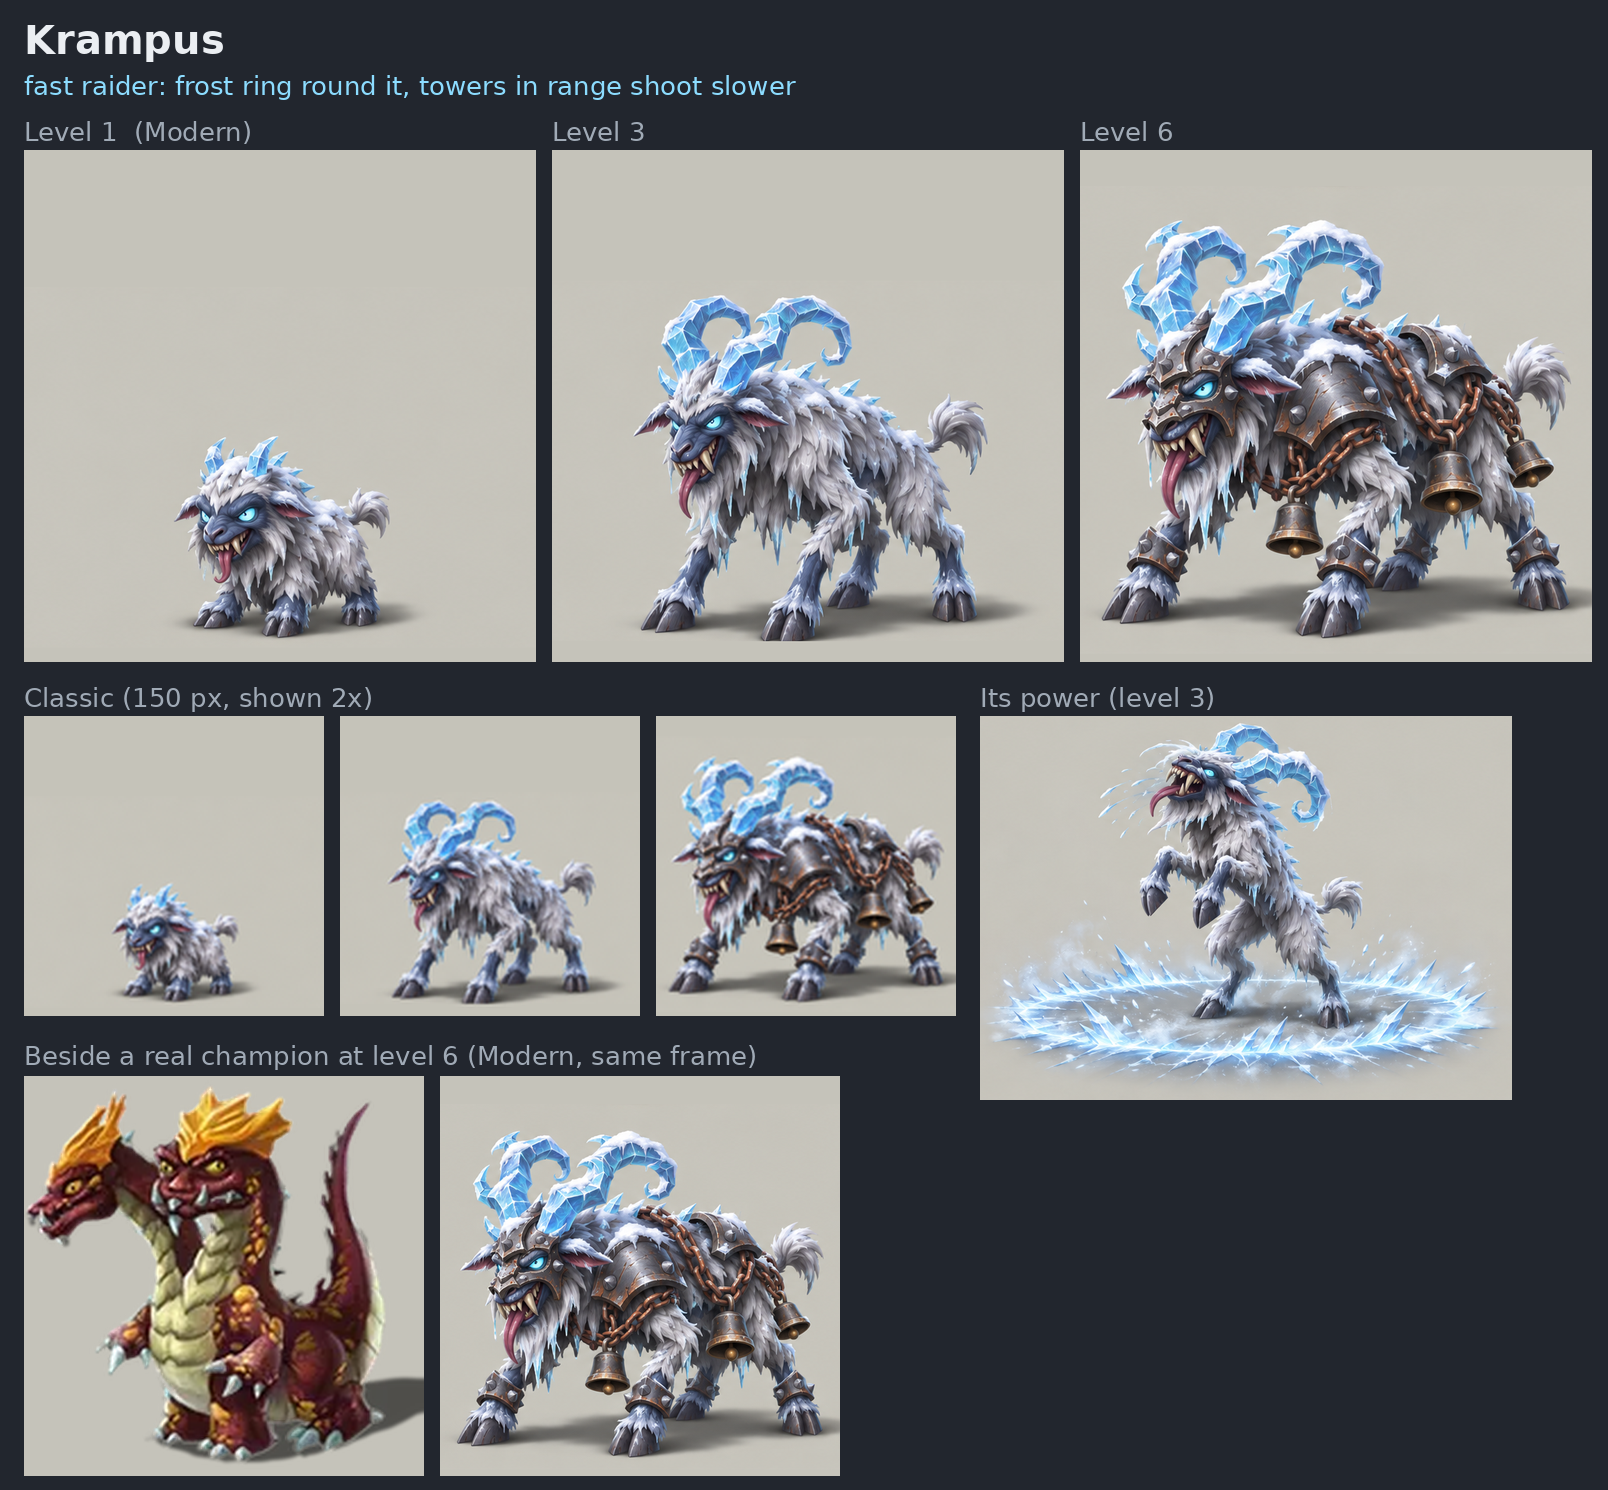 Krampus
fast raider: frost ring round it, towers in range shoot slower
Level 1  (Modern)
Level 3
Level 6
Classic (150 px, shown 2x)
Its power (level 3)
Beside a real champion at level 6 (Modern, same frame)